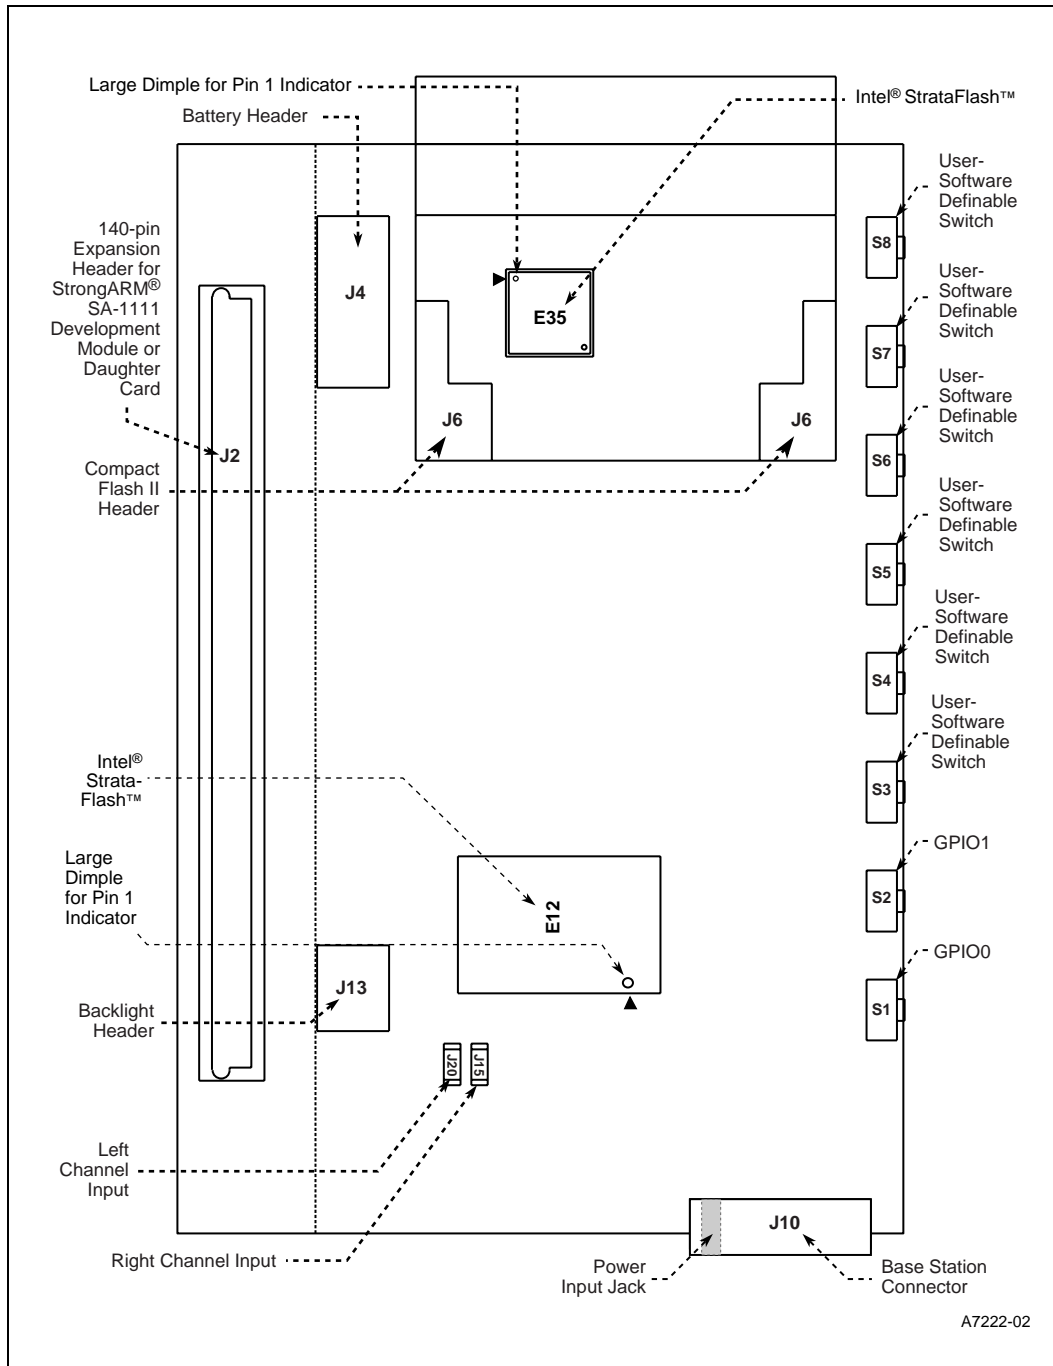 Large Dimple for Pin 1 Indicator
Battery Header
Intel® StrataFlash™
140-pin
Expansion
Header for
StrongARM®
SA-1111
Development
Module or
Daughter
Card
J4
E35
J2
J6
J6
Compact
Flash II
Header
User-
Software
Definable
Switch
S8
User-
Software
Definable
Switch
S7
User-
Software
Definable
Switch
S6
User-
Software
Definable
Switch
S5
User-
Software
Definable
Switch
S4
User-
Software
Definable
Switch
S3
GPIO1
S2
GPIO0
S1
Intel®
Strata-
Flash™
Large
Dimple
for Pin 1
Indicator
E12
J13
Backlight
Header
J20
J15
Left
Channel
Input
Right Channel Input
J10
Power
Input Jack
Base Station
Connector
A7222-02